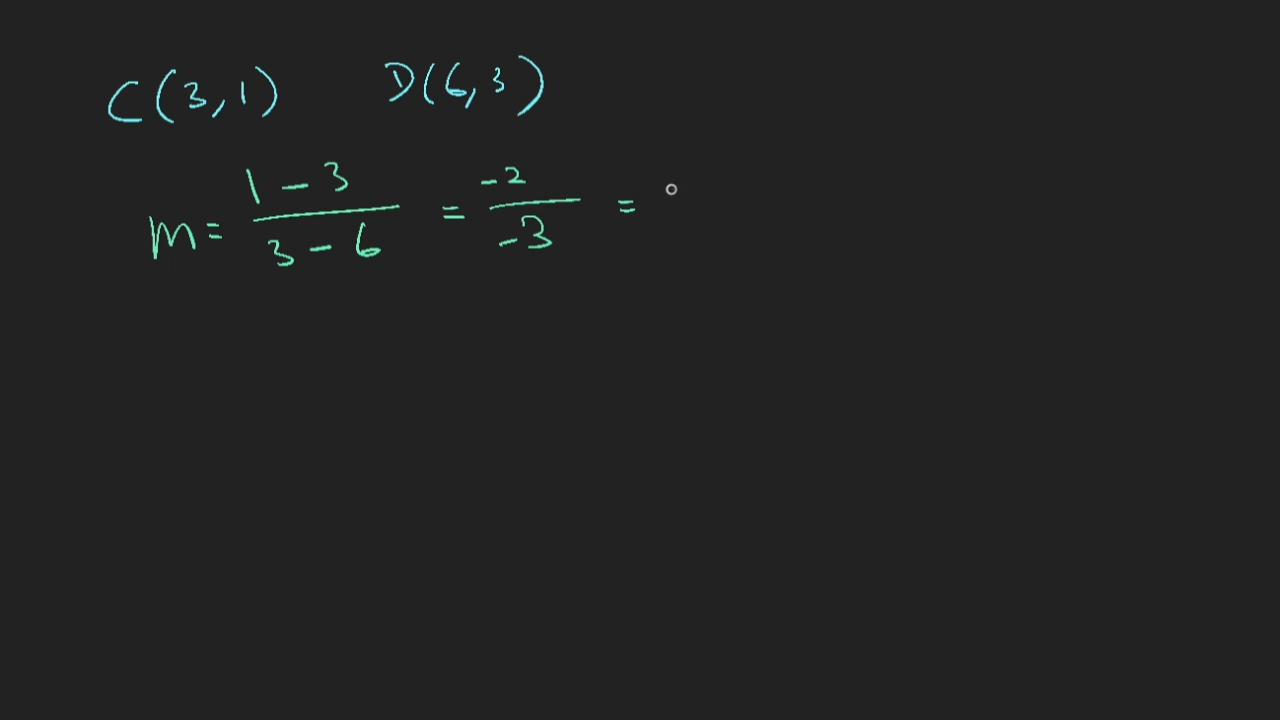 C(3,1) D(6,3)
m = 1 - 3 / 3 - 6 = -2 / -3 =